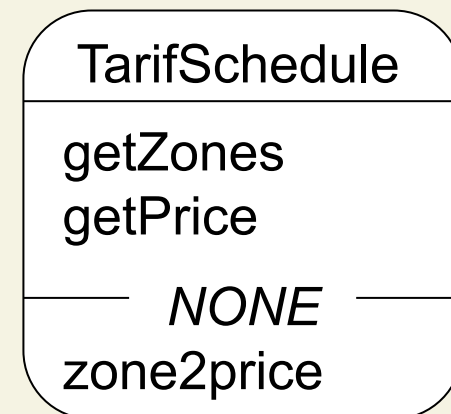 TarifSchedule
getZones
getPrice
NONE
zone2price